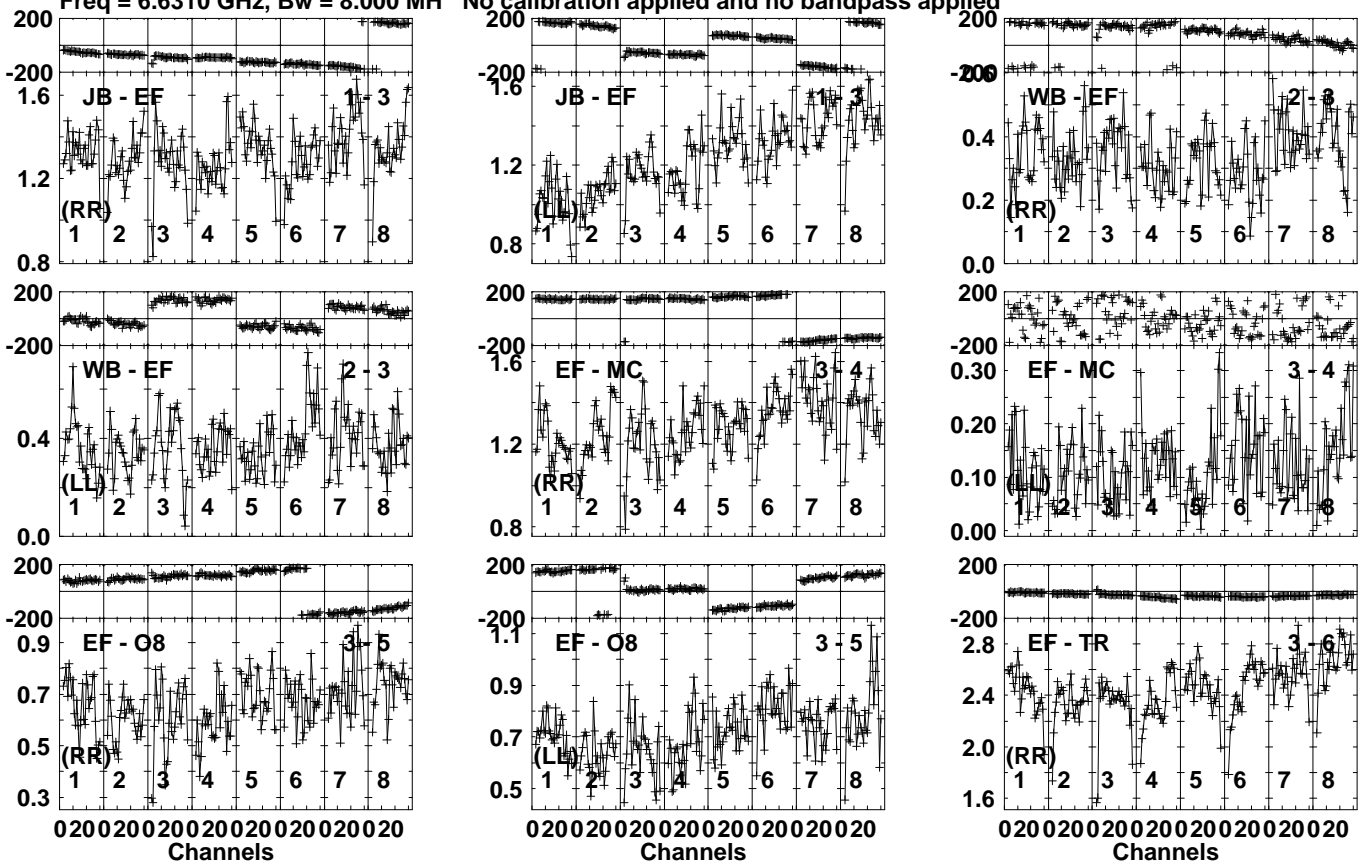 Freq = 6.6310 GHz, Bw = 8.000 MH No calibration applied and no bandpass applied
200
-200
1.6
1.2
0.8
JB - EF
1 - 3
(RR)
1 2 3 4 5 6 7 8
200
-200
1.6
1.2
0.8
JB - EF
1 - 3
(LL)
1 2 3 4 5 6 7 8
200
-200
0.6
0.4
0.2
0.0
WB - EF
2 - 3
(RR)
1 2 3 4 5 6 7 8
200
-200
0.4
0.0
WB - EF
2 - 3
(LL)
1 2 3 4 5 6 7 8
200
-200
1.6
1.2
0.8
EF - MC
3 - 4
(RR)
1 2 3 4 5 6 7 8
200
-200
0.30
0.20
0.10
0.00
EF - MC
3 - 4
(LL)
1 2 3 4 5 6 7 8
200
-200
0.9
0.7
0.5
0.3
EF - O8
3 - 5
(RR)
1 2 3 4 5 6 7 8
020020020020020020020020
Channels
200
-200
1.1
0.9
0.7
0.5
EF - O8
3 - 5
(LL)
1 2 3 4 5 6 7 8
020020020020020020020020
Channels
200
-200
2.8
2.4
2.0
1.6
EF - TR
3 - 6
(RR)
1 2 3 4 5 6 7 8
020020020020020020020020
Channels